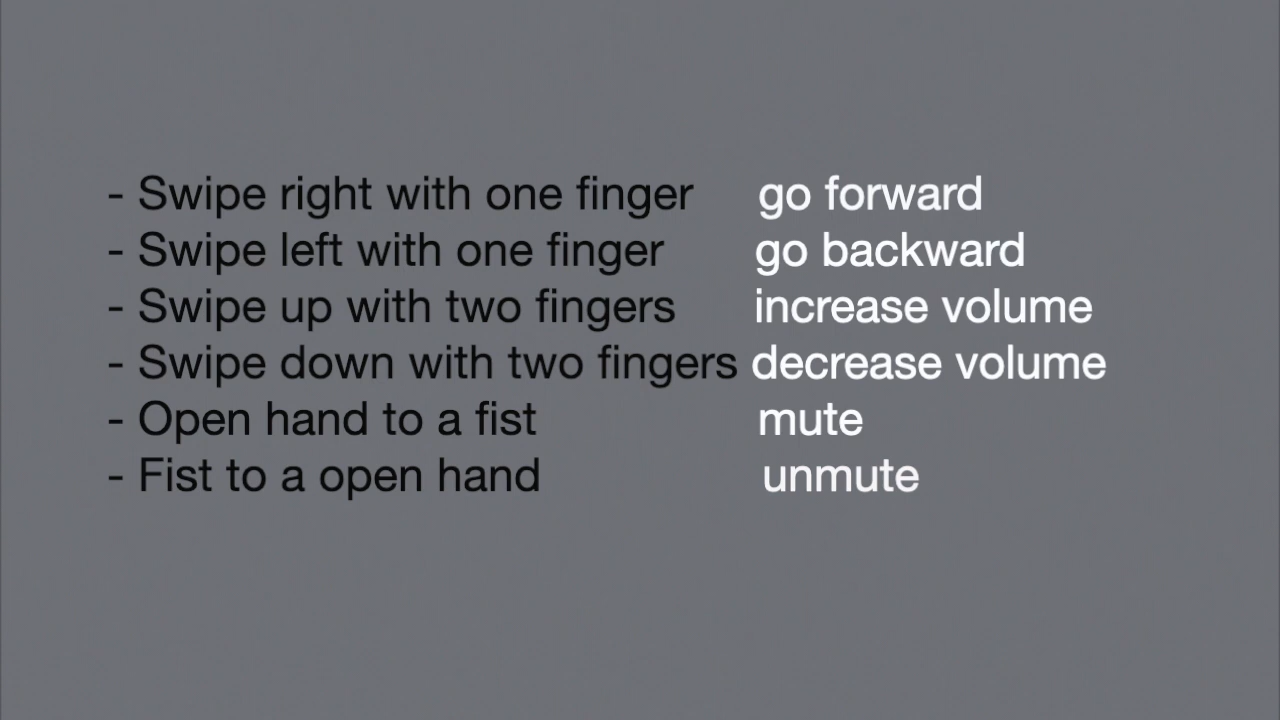 - Swipe right with one finger go forward
- Swipe left with one finger go backward
- Swipe up with two fingers increase volume
- Swipe down with two fingers decrease volume
- Open hand to a fist mute
- Fist to a open hand unmute